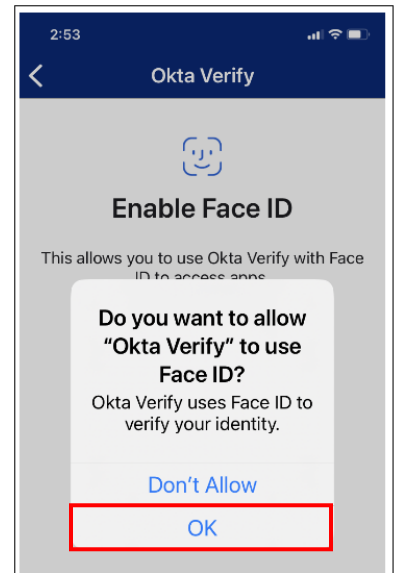 2:53
Okta Verify
Enable Face ID
This allows you to use Okta Verify with Face
ID to access apps
Do you want to allow
“Okta Verify” to use
Face ID?
Okta Verify uses Face ID to
verify your identity.
Don’t Allow
OK